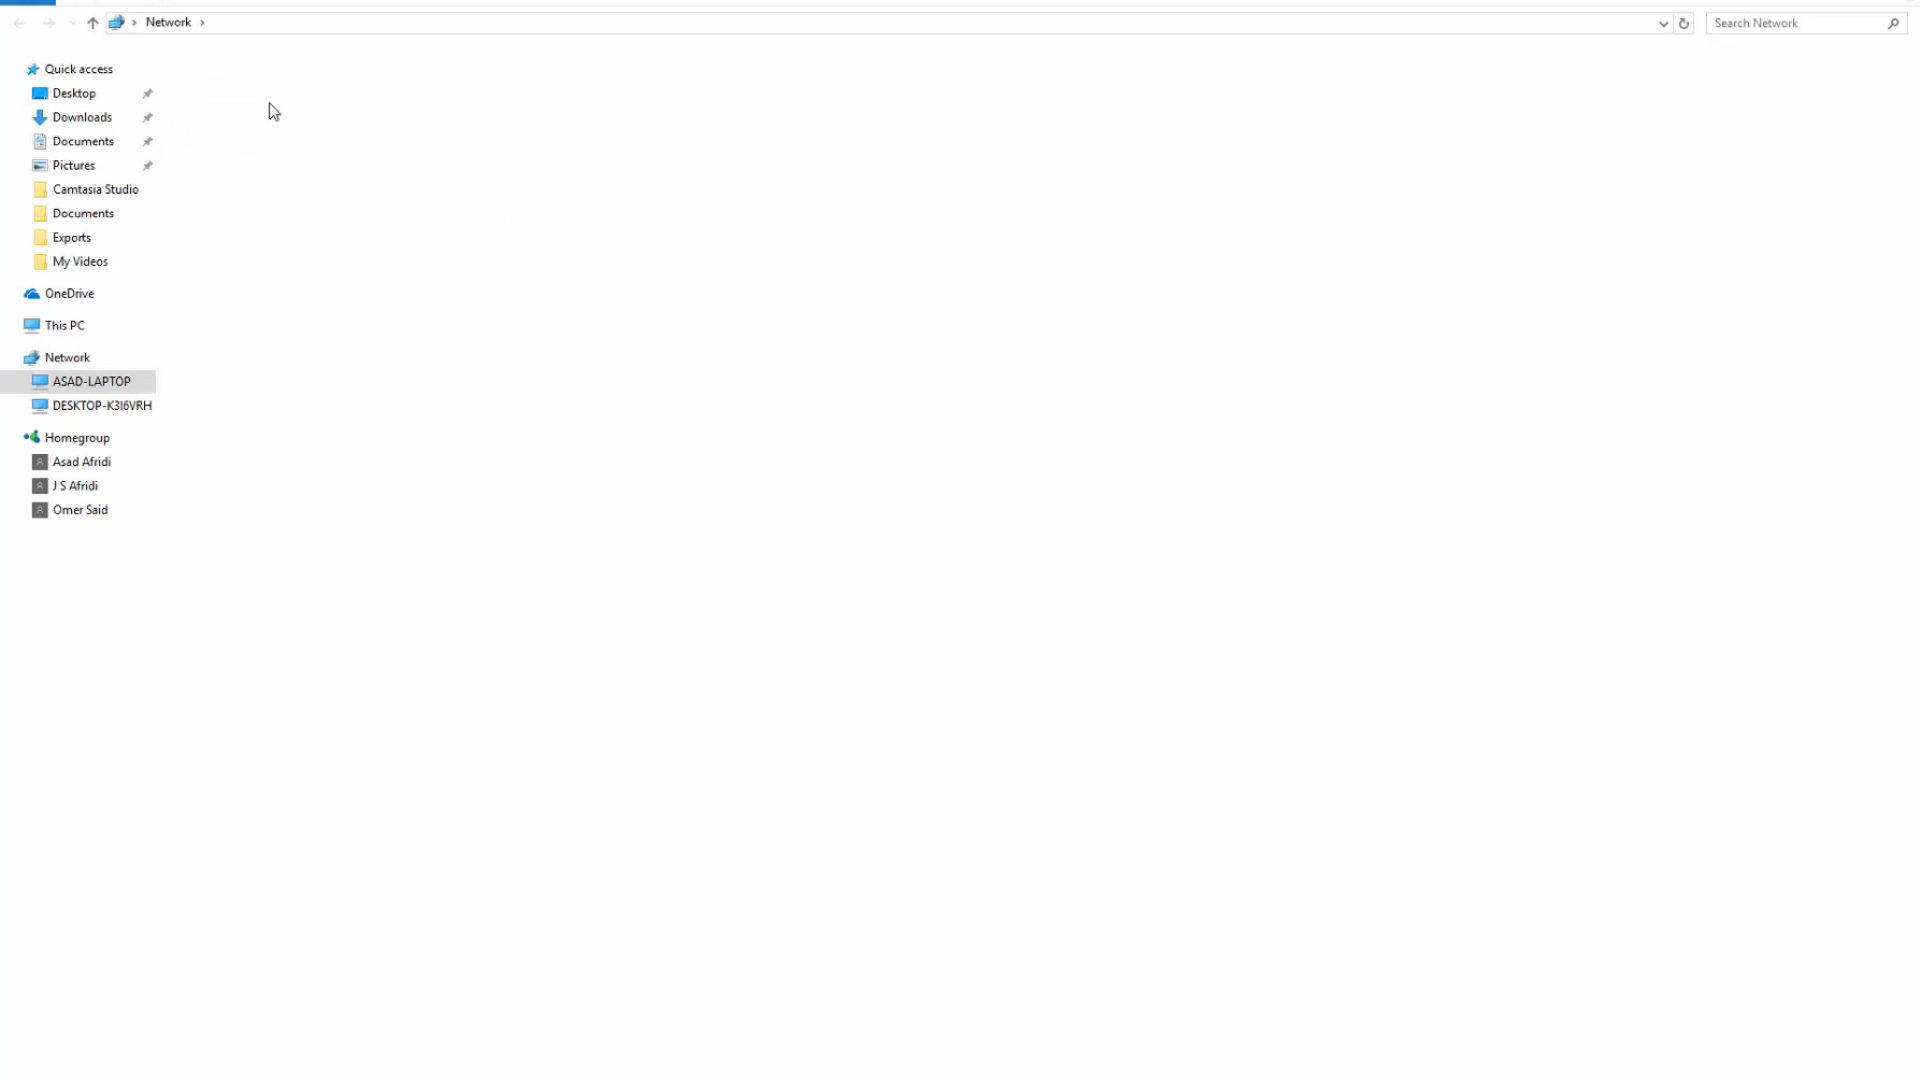 Network
Search Network
Quick access
Desktop
Downloads
Documents
Pictures
Camtasia Studio
Documents
Exports
My Videos
OneDrive
This PC
Network
ASAD-LAPTOP
DESKTOP-K3I6VRH
Homegroup
Asad Afridi
J S Afridi
Omer Said